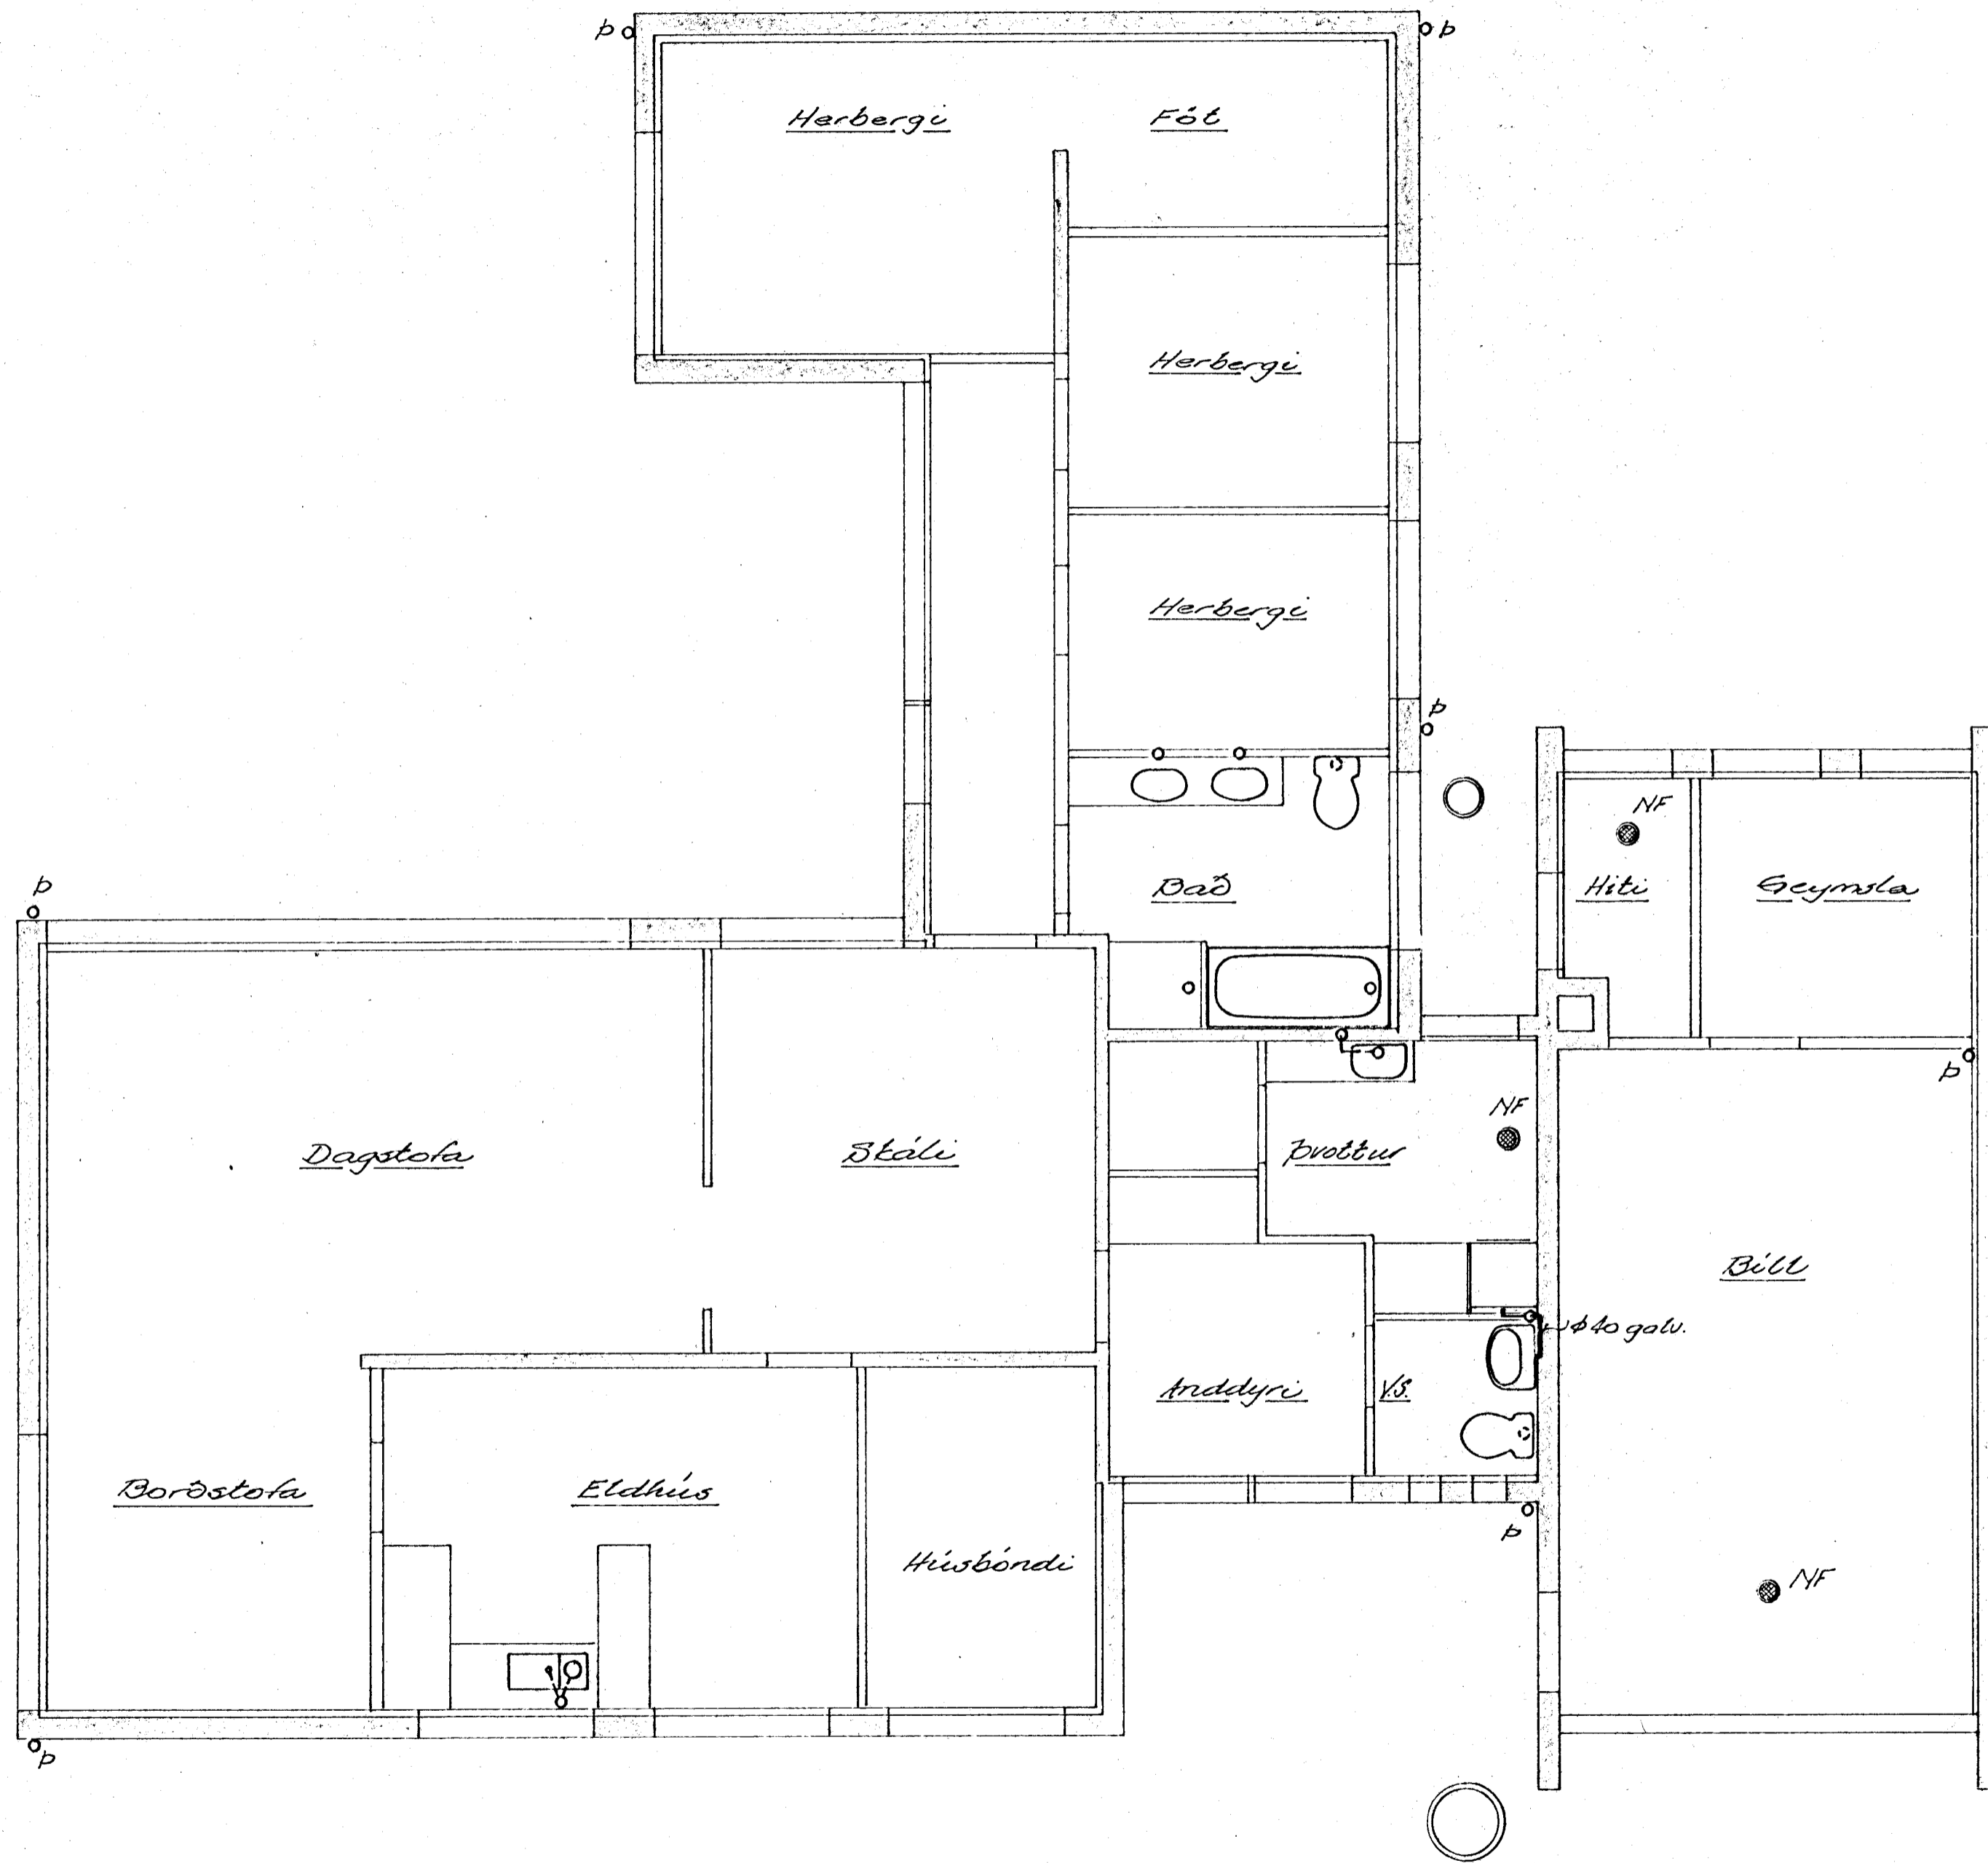 þ
þ
Herbergi
Föt
Herbergi
Herbergi
þ
NF
þ
Bað
Hiti
Geymsla
þ
NF
Dagstofa
Skáli
Þvottur
Bíll
φ40 galv.
Anddyri
V.S.
Borðstofa
Eldhús
þ
Húsbóndi
NF
þ